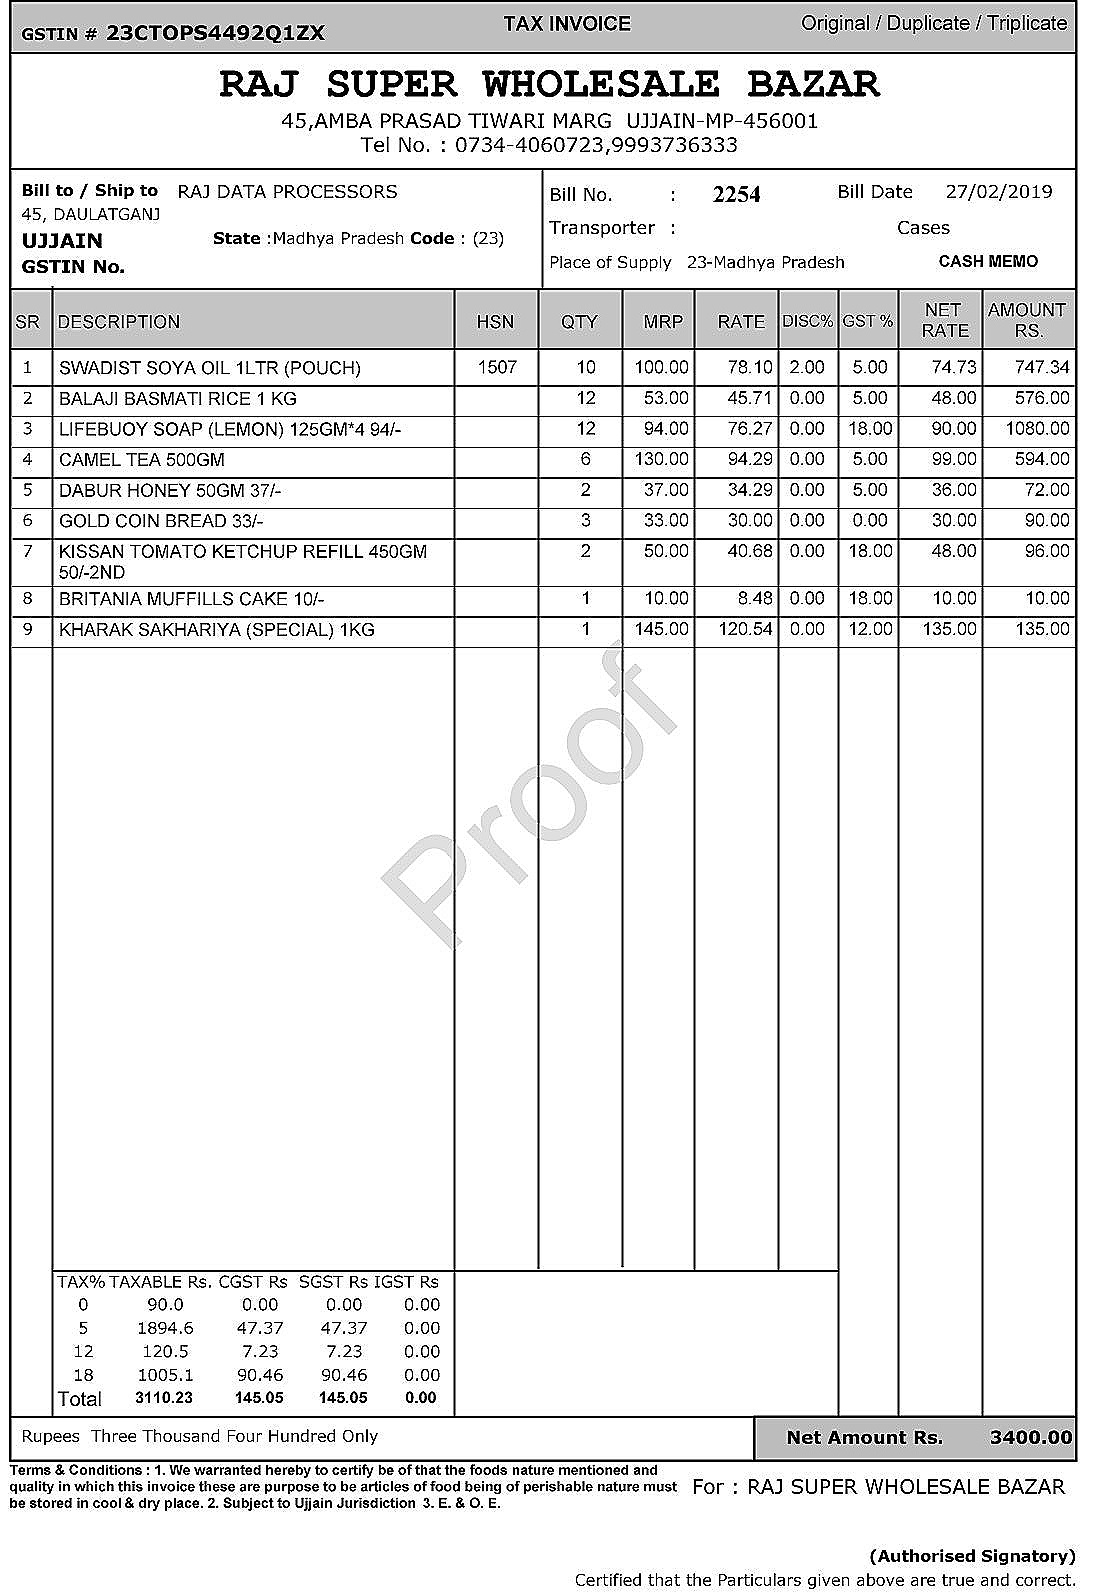 GSTIN # 23CTOPS4492Q1ZX TAX INVOICE Original / Duplicate / Triplicate
RAJ SUPER WHOLESALE BAZAR
45,AMBA PRASAD TIWARI MARG UJJAIN-MP-456001
Tel No. : 0734-4060723,9993736333
Bill to / Ship to RAJ DATA PROCESSORS
45, DAULATGANJ
UJJAIN State :Madhya Pradesh Code : (23)
GSTIN No.
Bill No. : 2254 Bill Date 27/02/2019
Transporter : Cases
Place of Supply 23-Madhya Pradesh CASH MEMO
SR DESCRIPTION HSN QTY MRP RATE DISC% GST % NET RATE AMOUNT RS.
1 SWADIST SOYA OIL 1LTR (POUCH) 1507 10 100.00 78.10 2.00 5.00 74.73 747.34
2 BALAJI BASMATI RICE 1 KG 12 53.00 45.71 0.00 5.00 48.00 576.00
3 LIFEBUOY SOAP (LEMON) 125GM*4 94/- 12 94.00 76.27 0.00 18.00 90.00 1080.00
4 CAMEL TEA 500GM 6 130.00 94.29 0.00 5.00 99.00 594.00
5 DABUR HONEY 50GM 37/- 2 37.00 34.29 0.00 5.00 36.00 72.00
6 GOLD COIN BREAD 33/- 3 33.00 30.00 0.00 0.00 30.00 90.00
7 KISSAN TOMATO KETCHUP REFILL 450GM 2 50.00 40.68 0.00 18.00 48.00 96.00
50/-2ND
8 BRITANIA MUFFILLS CAKE 10/- 1 10.00 8.48 0.00 18.00 10.00 10.00
9 KHARAK SAKHARIYA (SPECIAL) 1KG 1 145.00 120.54 0.00 12.00 135.00 135.00
Proof
TAX% TAXABLE Rs. CGST Rs SGST Rs IGST Rs
0 90.0 0.00 0.00 0.00
5 1894.6 47.37 47.37 0.00
12 120.5 7.23 7.23 0.00
18 1005.1 90.46 90.46 0.00
Total 3110.23 145.05 145.05 0.00
Rupees Three Thousand Four Hundred Only Net Amount Rs. 3400.00
Terms & Conditions : 1. We warranted hereby to certify be of that the foods nature mentioned and
quality in which this invoice these are purpose to be articles of food being of perishable nature must
be stored in cool & dry place. 2. Subject to Ujjain Jurisdiction 3. E. & O. E.
For : RAJ SUPER WHOLESALE BAZAR
(Authorised Signatory)
Certified that the Particulars given above are true and correct.